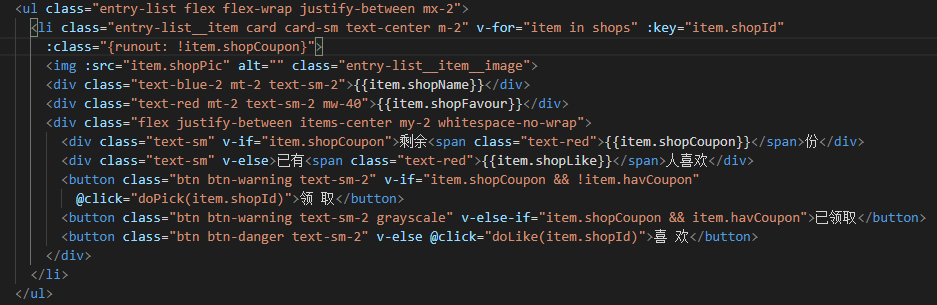 <ul class="entry-list flex flex-wrap justify-between mx-2">
<li class="entry-list__item card card-sm text-center m-2" v-for="item in shops" :key="item.shopId"
:class="{runout: !item.shopCoupon}">
<img :src="item.shopPic" alt="" class="entry-list__item__image">
<div class="text-blue-2 mt-2 text-sm-2">{{item.shopName}}</div>
<div class="text-red mt-2 text-sm-2 mw-40">{{item.shopFavour}}</div>
<div class="flex justify-between items-center my-2 whitespace-no-wrap">
<div class="text-sm" v-if="item.shopCoupon">剩余<span class="text-red">{{item.shopCoupon}}</span>份</div>
<div class="text-sm" v-else>已有<span class="text-red">{{item.shopLike}}</span>人喜欢</div>
<button class="btn btn-warning text-sm-2" v-if="item.shopCoupon && !item.havCoupon"
@click="doPick(item.shopId)">领 取</button>
<button class="btn btn-warning text-sm-2 grayscale" v-else-if="item.shopCoupon && item.havCoupon">已领取</button>
<button class="btn btn-danger text-sm-2" v-else @click="doLike(item.shopId)">喜 欢</button>
</div>
</li>
</ul>